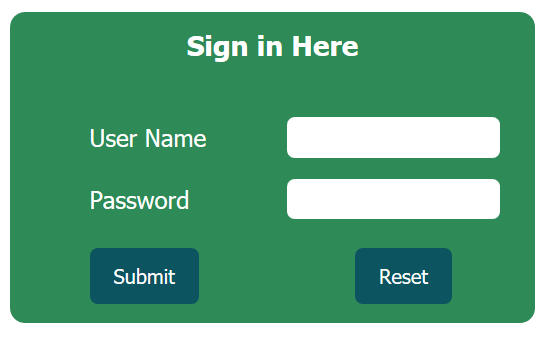 Sign in Here
User Name
Password
Submit Reset